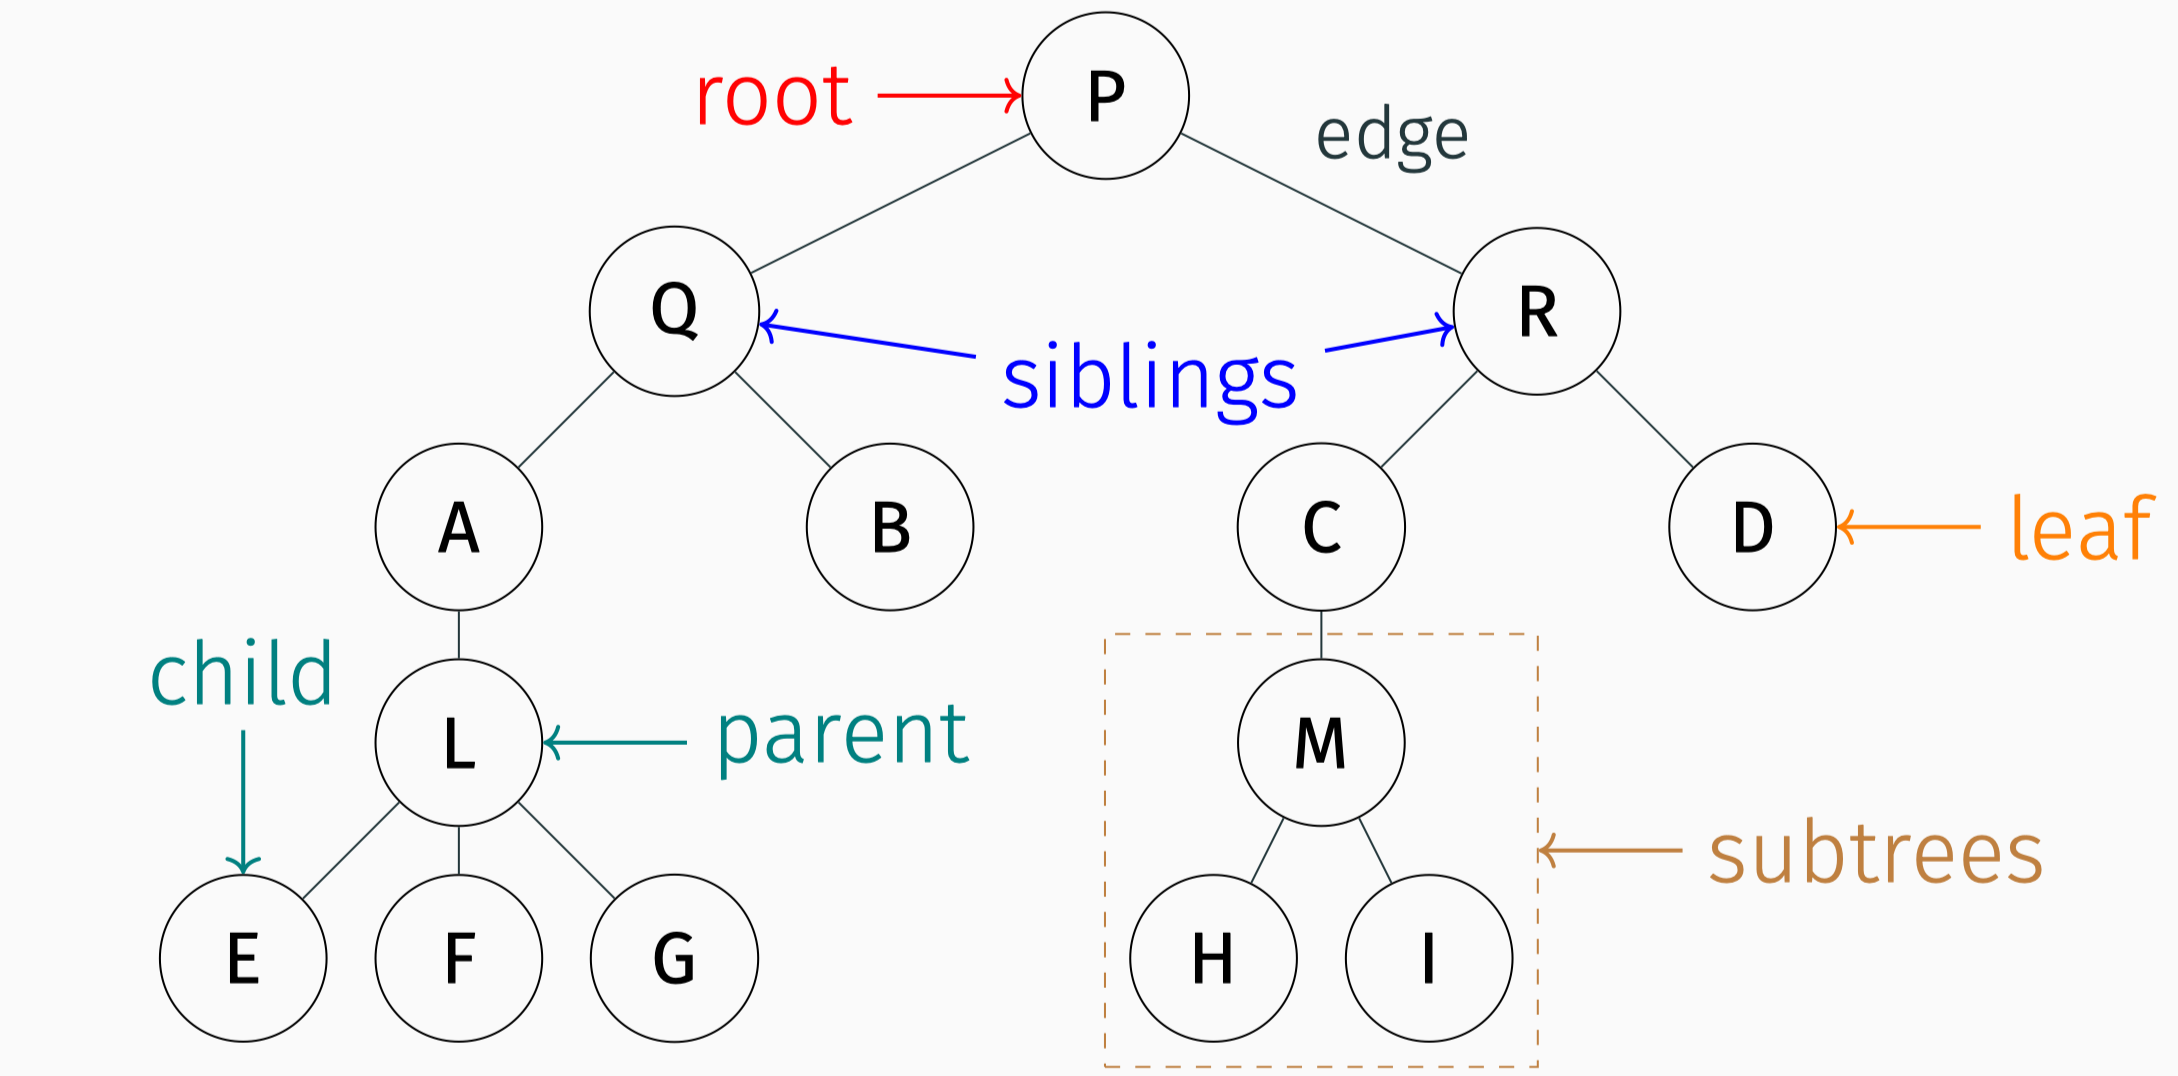 root
P
edge
Q
R
siblings
A
B
C
D
leaf
child
L
parent
M
subtrees
E
F
G
H
I